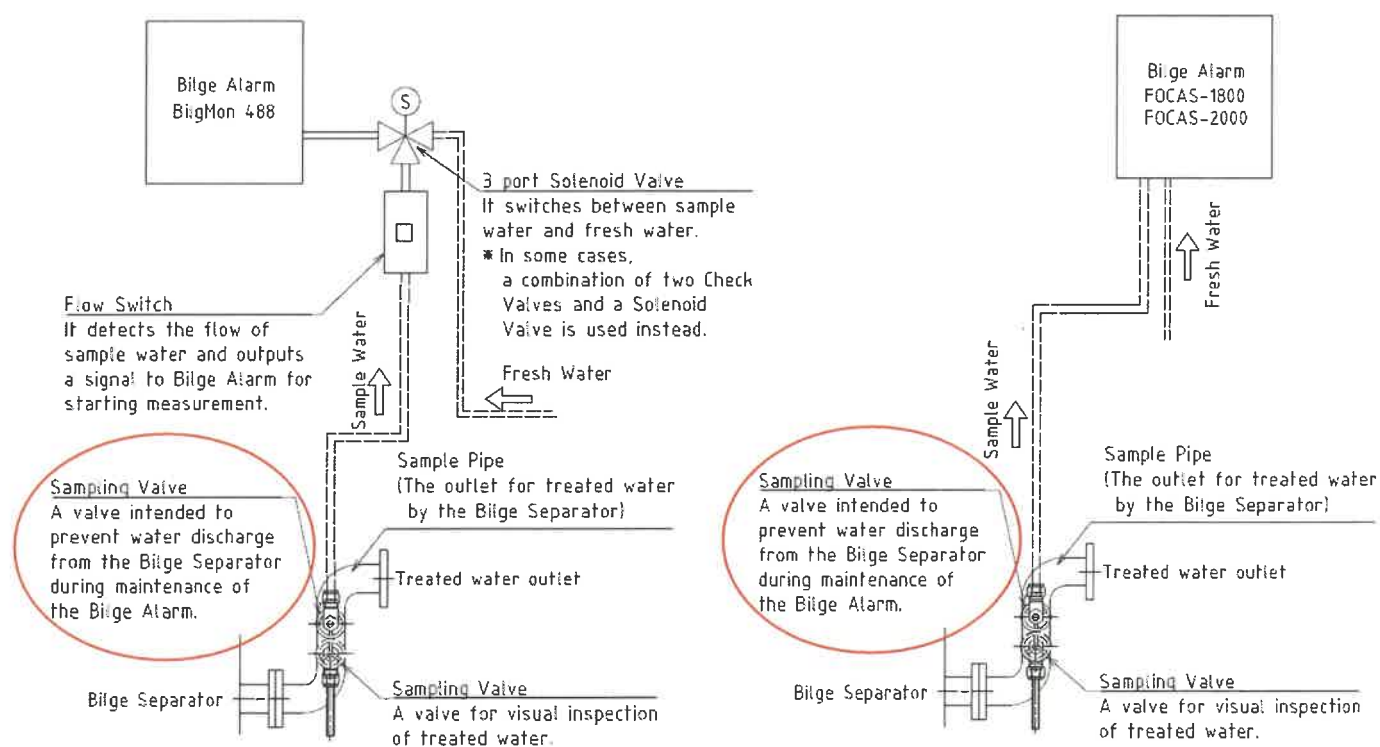 Bilge Alarm
BilgMon 488
S
3 port Solenoid Valve
It switches between sample
water and fresh water.
* In some cases,
a combination of two Check
Valves and a Solenoid
Valve is used instead.
Flow Switch
It detects the flow of
sample water and outputs
a signal to Bilge Alarm for
starting measurement.
Sample Water
Fresh Water
Sampling Valve
A valve intended to
prevent water discharge
from the Bilge Separator
during maintenance of
the Bilge Alarm.
Sample Pipe
(The outlet for treated water
by the Bilge Separator)
Treated water outlet
Bilge Separator
Sampling Valve
A valve for visual inspection
of treated water.
Bilge Alarm
FOCAS-1800
FOCAS-2000
Fresh Water
Sample Water
Sampling Valve
A valve intended to
prevent water discharge
from the Bilge Separator
during maintenance of
the Bilge Alarm.
Sample Pipe
(The outlet for treated water
by the Bilge Separator)
Treated water outlet
Bilge Separator
Sampling Valve
A valve for visual inspection
of treated water.